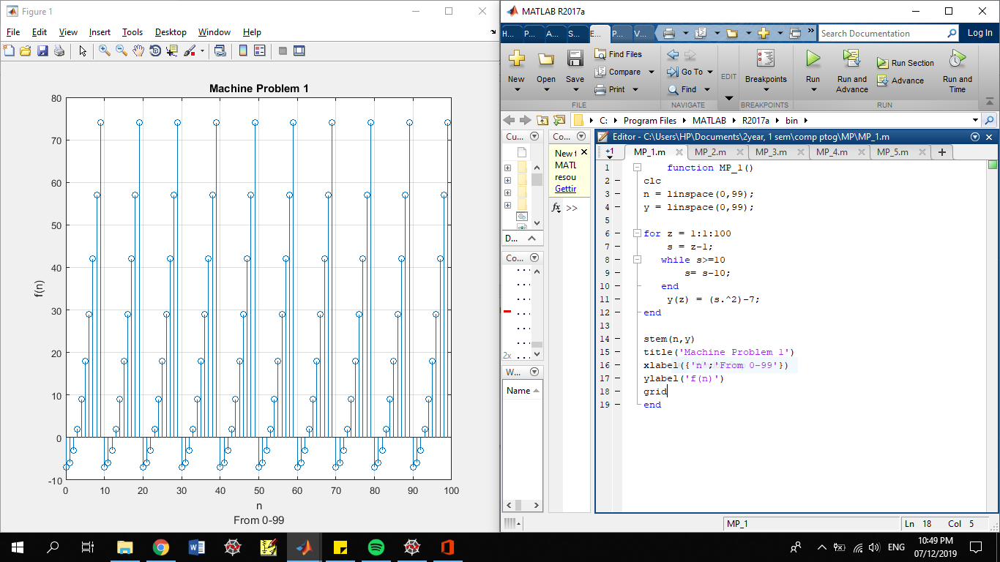 Figure 1
File Edit View Insert Tools Desktop Window Help
Machine Problem 1
80
70
60
50
40
30
20
10
0
-10
f(n)
0 10 20 30 40 50 60 70 80 90 100
n
From 0-99
MATLAB R2017a
H... P... A... S... E... P... V...
Search Documentation
Log In
New Open Save
Find Files
Compare
Print
Go To
Find
EDIT
Breakpoints
Run
Run and Advance
Run Section
Advance
Run and Time
FILE NAVIGATE BREAKPOINTS RUN
C: Program Files MATLAB R2017a bin
Cu...
D...
Co...
2x
W...
Name
Co...
New t
MATL
resou
Gettir
fx >>
Editor - C:\Users\HP\Documents\2year, 1 sem\comp ptog\MP\MP_1.m
+1 MP_1.m MP_2.m MP_3.m MP_4.m MP_5.m +
1 function MP_1()
2 – clc
3 – n = linspace(0,99);
4 – y = linspace(0,99);
5
6 – for z = 1:1:100
7 – s = z-1;
8 – while s>=10
9 – s= s-10;
10 – end
11 – y(z) = (s.^2)-7;
12 – end
13
14 – stem(n,y)
15 – title('Machine Problem 1')
16 – xlabel({'n';'From 0-99'})
17 – ylabel('f(n)')
18 – grid
19 – end
MP_1
Ln 18 Col 5
ENG
10:49 PM
07/12/2019